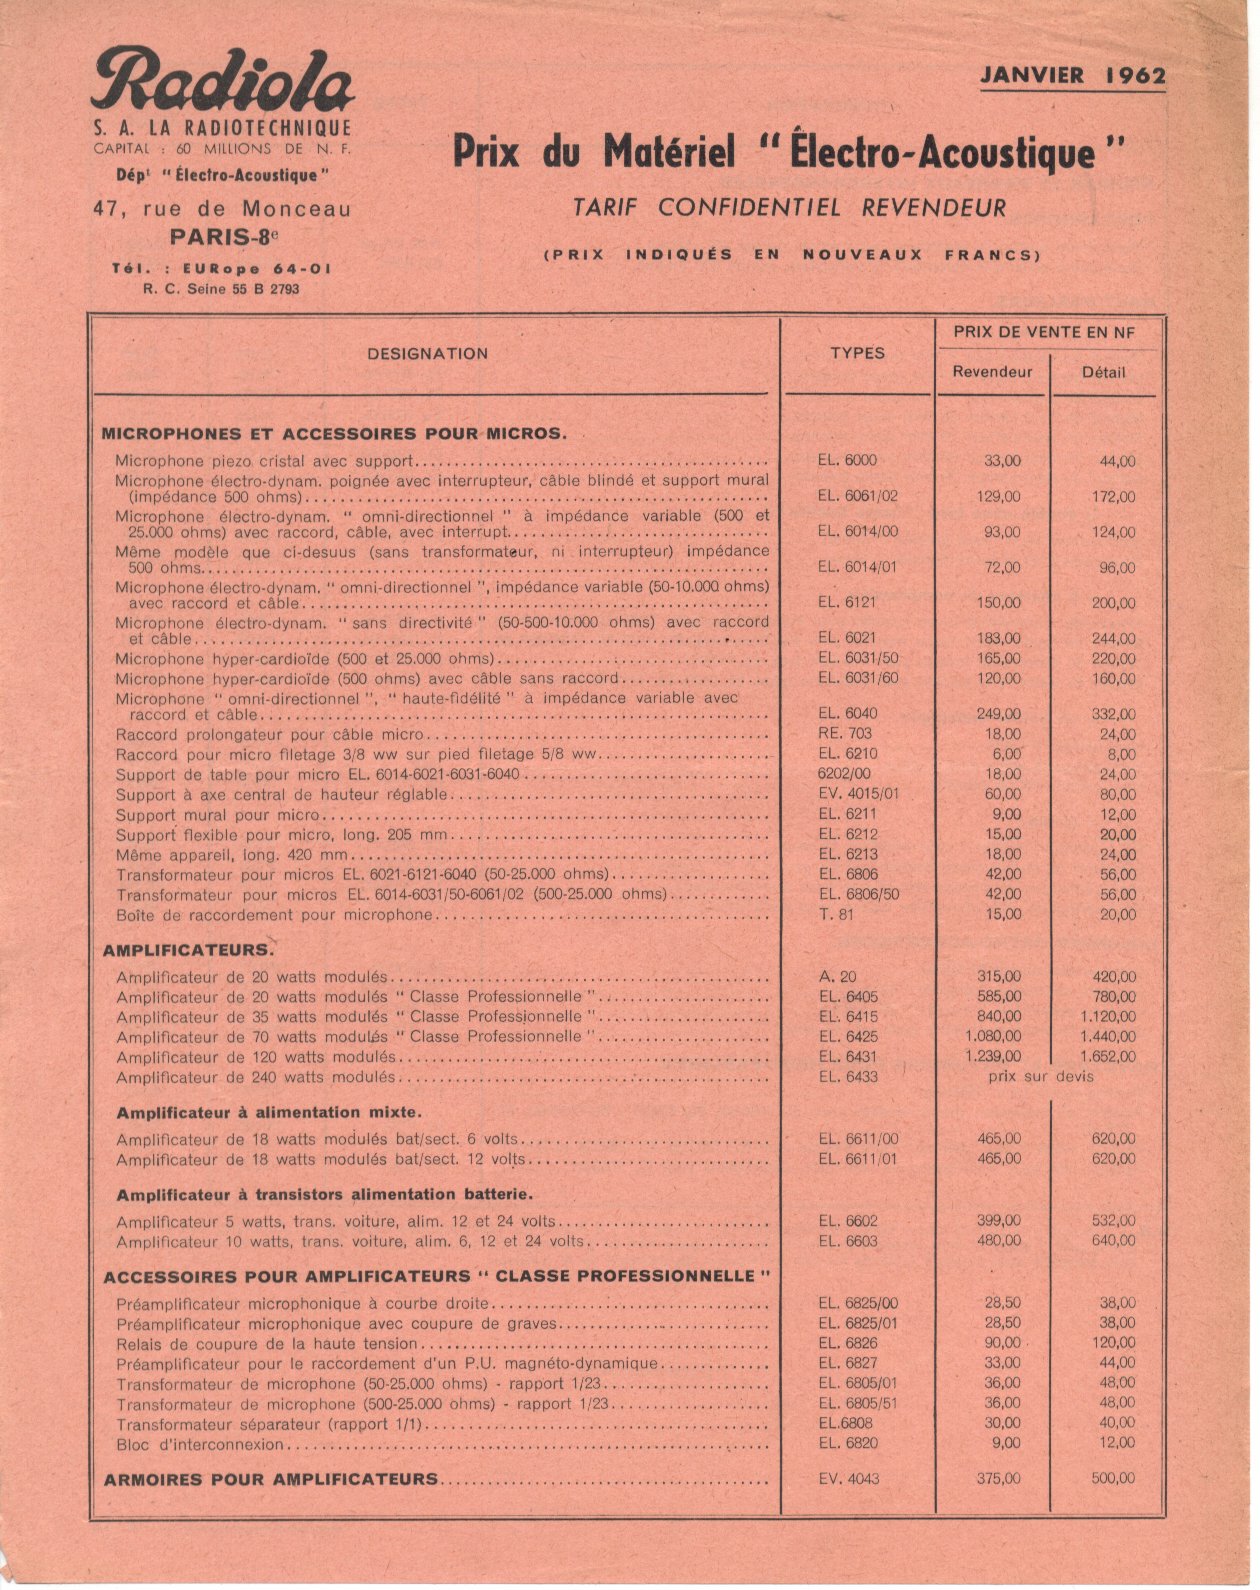 Radiola
S. A. LA RADIOTECHNIQUE
CAPITAL : 60 MILLIONS DE N. F.
Dépt "Électro-Acoustique"
47, rue de Monceau
PARIS-8e
Tél. : EURope 64-01
R. C. Seine 55 B 2793
JANVIER 1962
Prix du Matériel "Électro-Acoustique"
TARIF CONFIDENTIEL REVENDEUR
(PRIX INDIQUÉS EN NOUVEAUX FRANCS)
DESIGNATION TYPES PRIX DE VENTE EN NF
Revendeur Détail
MICROPHONES ET ACCESSOIRES POUR MICROS.
Microphone piezo cristal avec support EL. 6000 33,00 44,00
Microphone électro-dynam. poignée avec interrupteur, câble blindé et support mural
(impédance 500 ohms) EL. 6061/02 129,00 172,00
Microphone électro-dynam. " omni-directionnel " à impédance variable (500 et
25.000 ohms) avec raccord, câble, avec interrupt. EL. 6014/00 93,00 124,00
Même modèle que ci-desuus (sans transformateur, ni interrupteur) impédance
500 ohms. EL. 6014/01 72,00 96,00
Microphone électro-dynam. " omni-directionnel ", impédance variable (50-10.000 ohms)
avec raccord et câble EL. 6121 150,00 200,00
Microphone électro-dynam. " sans directivité " (50-500-10.000 ohms) avec raccord
et câble EL. 6021 183,00 244,00
Microphone hyper-cardioïde (500 et 25.000 ohms) EL. 6031/50 165,00 220,00
Microphone hyper-cardioïde (500 ohms) avec câble sans raccord EL. 6031/60 120,00 160,00
Microphone " omni-directionnel ", " haute-fidélité " à impédance variable avec
raccord et câble EL. 6040 249,00 332,00
Raccord prolongateur pour câble micro RE. 703 18,00 24,00
Raccord pour micro filetage 3/8 ww sur pied filetage 5/8 ww EL. 6210 6,00 8,00
Support de table pour micro EL. 6014-6021-6031-6040 6202/00 18,00 24,00
Support à axe central de hauteur réglable EV. 4015/01 60,00 80,00
Support mural pour micro EL. 6211 9,00 12,00
Support flexible pour micro, long. 205 mm EL. 6212 15,00 20,00
Même appareil, long. 420 mm EL. 6213 18,00 24,00
Transformateur pour micros EL. 6021-6121-6040 (50-25.000 ohms) EL. 6806 42,00 56,00
Transformateur pour micros EL. 6014-6031/50-6061/02 (500-25.000 ohms) EL. 6806/50 42,00 56,00
Boîte de raccordement pour microphone T. 81 15,00 20,00
AMPLIFICATEURS.
Amplificateur de 20 watts modulés A. 20 315,00 420,00
Amplificateur de 20 watts modulés " Classe Professionnelle " EL. 6405 585,00 780,00
Amplificateur de 35 watts modulés " Classe Professionnelle " EL. 6415 840,00 1.120,00
Amplificateur de 70 watts modulés " Classe Professionnelle " EL. 6425 1.080,00 1.440,00
Amplificateur de 120 watts modulés EL. 6431 1.239,00 1.652,00
Amplificateur de 240 watts modulés EL. 6433 prix sur devis
Amplificateur à alimentation mixte.
Amplificateur de 18 watts modulés bat/sect. 6 volts EL. 6611/00 465,00 620,00
Amplificateur de 18 watts modulés bat/sect. 12 volts EL. 6611/01 465,00 620,00
Amplificateur à transistors alimentation batterie.
Amplificateur 5 watts, trans. voiture, alim. 12 et 24 volts EL. 6602 399,00 532,00
Amplificateur 10 watts, trans. voiture, alim. 6, 12 et 24 volts EL. 6603 480,00 640,00
ACCESSOIRES POUR AMPLIFICATEURS " CLASSE PROFESSIONNELLE "
Préamplificateur microphonique à courbe droite EL. 6825/00 28,50 38,00
Préamplificateur microphonique avec coupure de graves EL. 6825/01 28,50 38,00
Relais de coupure de la haute tension EL. 6826 90,00 120,00
Préamplificateur pour le raccordement d'un P.U. magnéto-dynamique EL. 6827 33,00 44,00
Transformateur de microphone (50-25.000 ohms) - rapport 1/23 EL. 6805/01 36,00 48,00
Transformateur de microphone (500-25.000 ohms) - rapport 1/23 EL. 6805/51 36,00 48,00
Transformateur séparateur (rapport 1/1) EL.6808 30,00 40,00
Bloc d'interconnexion EL. 6820 9,00 12,00
ARMOIRES POUR AMPLIFICATEURS EV. 4043 375,00 500,00